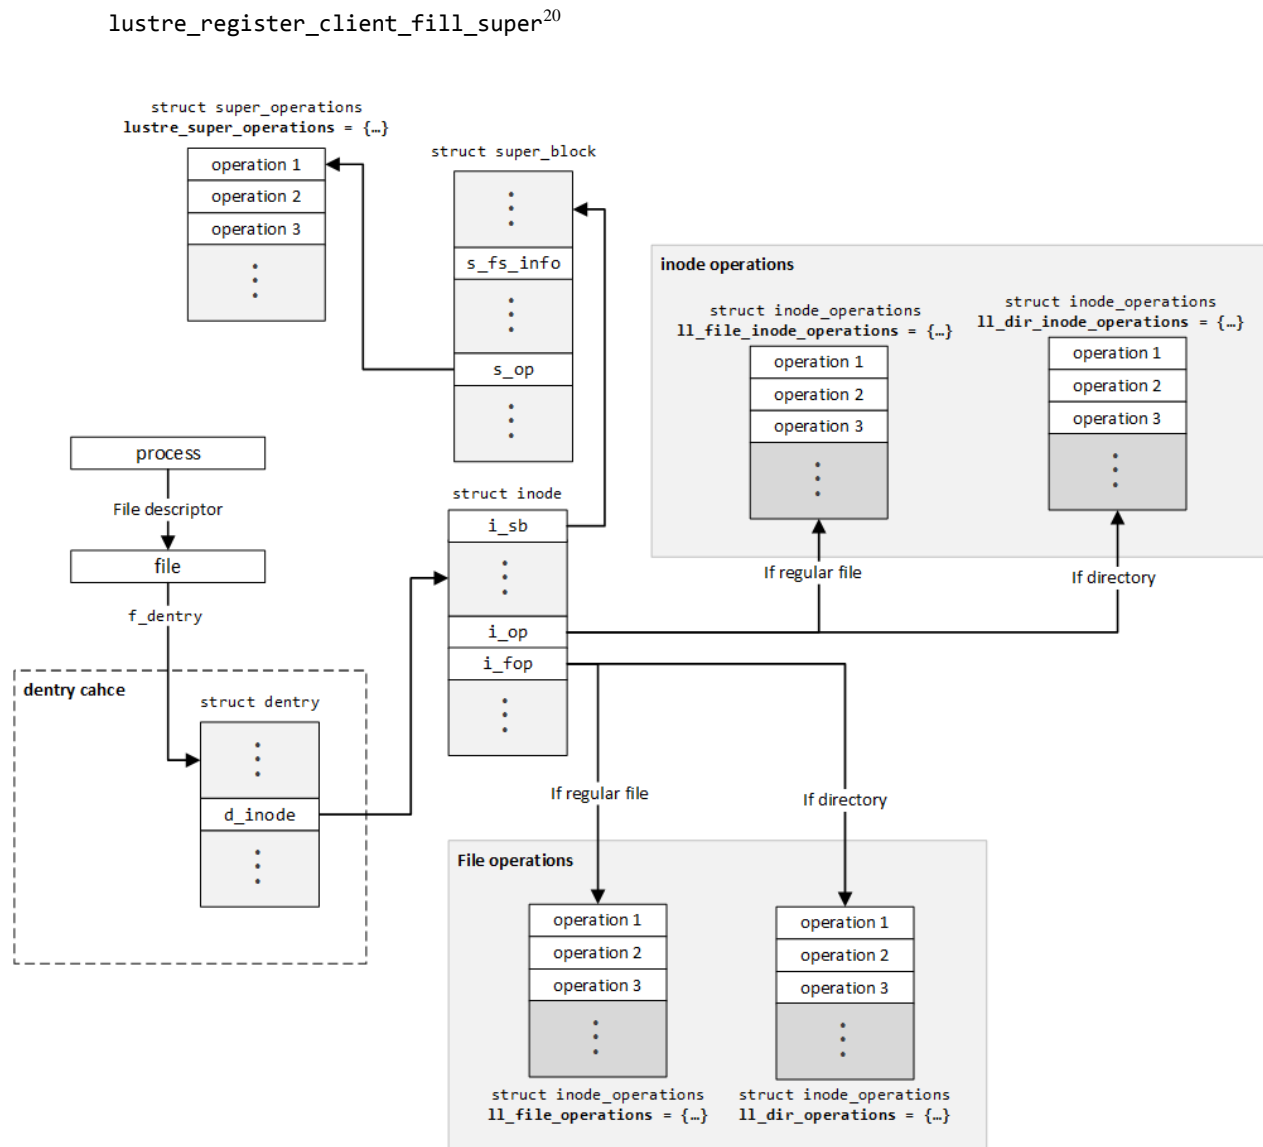 lustre_register_client_fill_super20
struct super_operations
lustre_super_operations = {…}
operation 1
operation 2
operation 3
struct super_block
s_fs_info
s_op
inode operations
struct inode_operations
ll_file_inode_operations = {…}
operation 1
operation 2
operation 3
struct inode_operations
ll_dir_inode_operations = {…}
operation 1
operation 2
operation 3
If regular file
If directory
process
File descriptor
file
f_dentry
struct inode
i_sb
i_op
i_fop
dentry cahce
struct dentry
d_inode
If regular file
If directory
File operations
operation 1
operation 2
operation 3
struct inode_operations
ll_file_operations = {…}
operation 1
operation 2
operation 3
struct inode_operations
ll_dir_operations = {…}